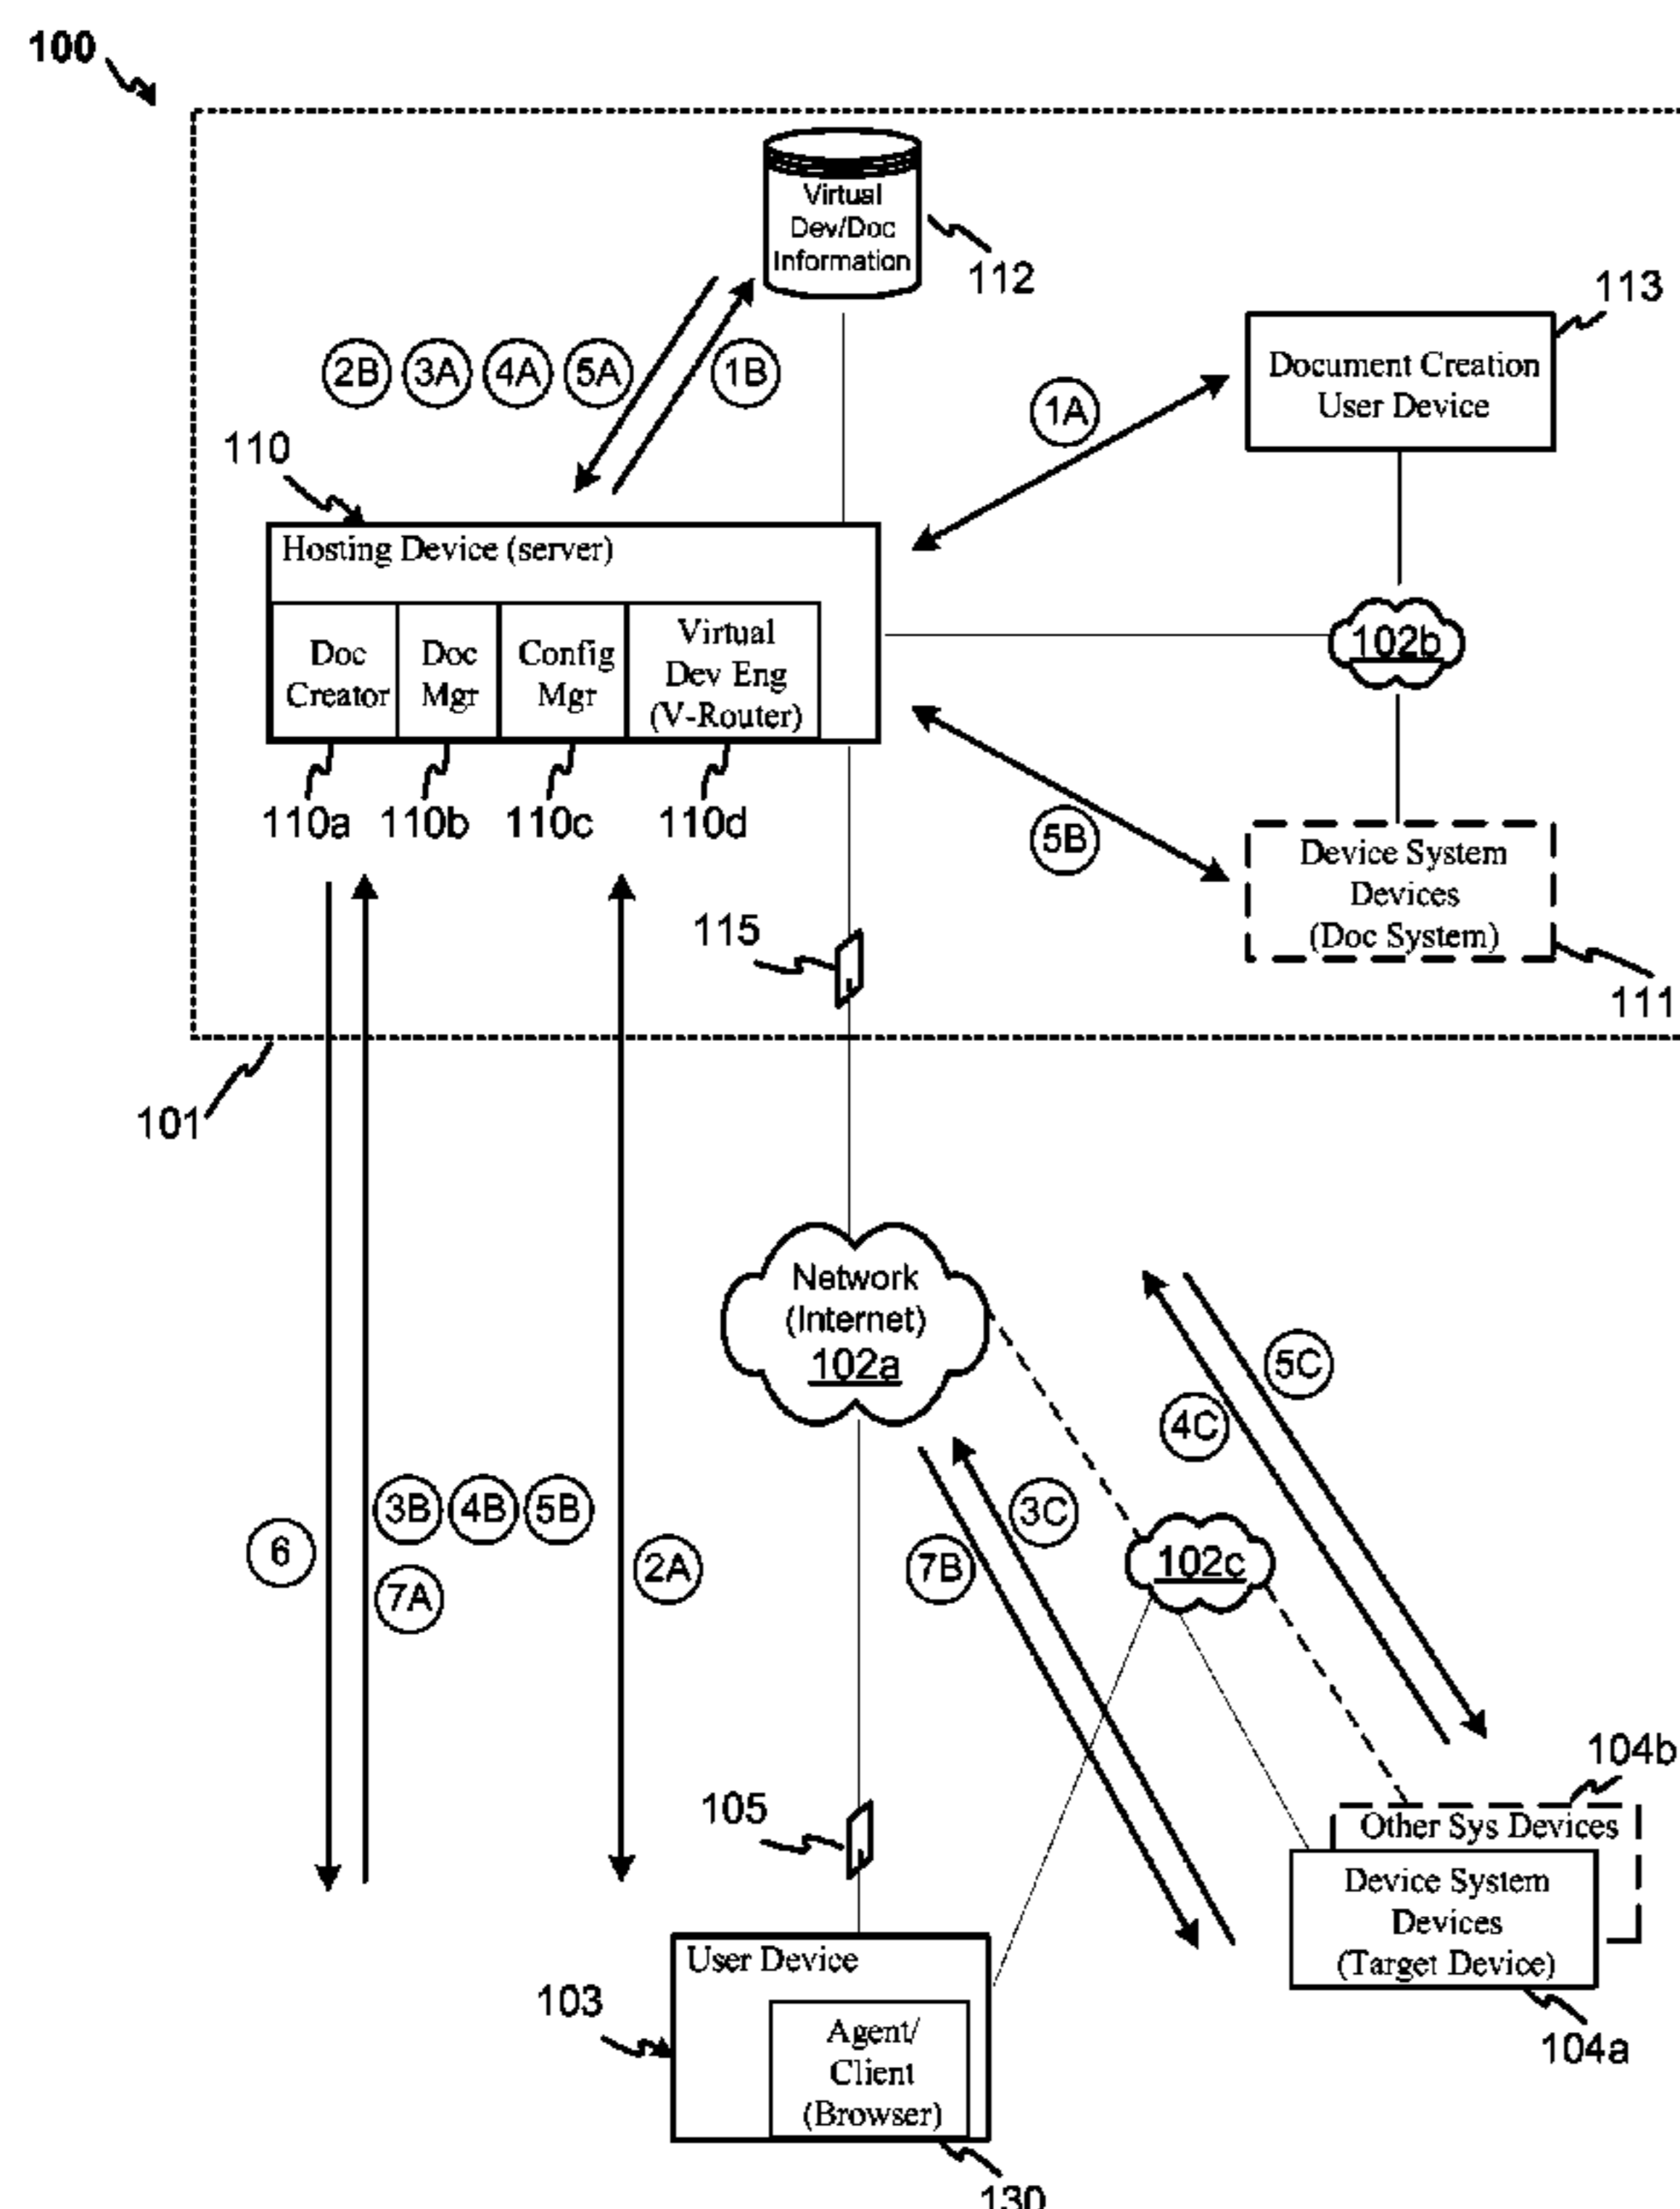 100
Virtual
Dev/Doc
Information
112
113
Document Creation
User Device
2B 3A 4A 5A 1B
1A
110
Hosting Device (server)
Doc
Creator
Doc
Mgr
Config
Mgr
Virtual
Dev Eng
(V-Router)
102b
110a 110b 110c 110d
5B
Device System
Devices
(Doc System)
115
111
101
Network
(Internet)
102a
5C
4C
3B 4B 5B
3C
6
7A
2A
7B
102c
104b
Other Sys Devices
105
Device System
Devices
(Target Device)
104a
User Device
103
Agent/
Client
(Browser)
130